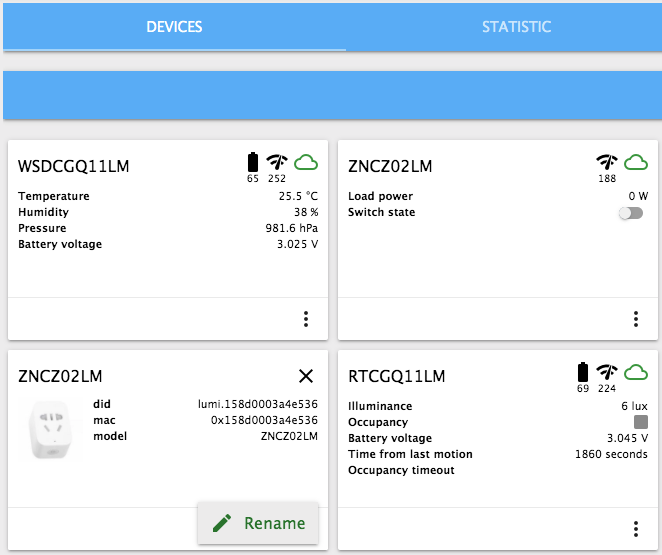 DEVICES
STATISTIC
WSDCGQ11LM
65
252
Temperature 25.5 °C
Humidity 38 %
Pressure 981.6 hPa
Battery voltage 3.025 V
ZNCZ02LM
188
Load power 0 W
Switch state
ZNCZ02LM
did lumi.158d0003a4e536
mac 0x158d0003a4e536
model ZNCZ02LM
Rename
RTCGQ11LM
69
224
Illuminance 6 lux
Occupancy
Battery voltage 3.045 V
Time from last motion 1860 seconds
Occupancy timeout